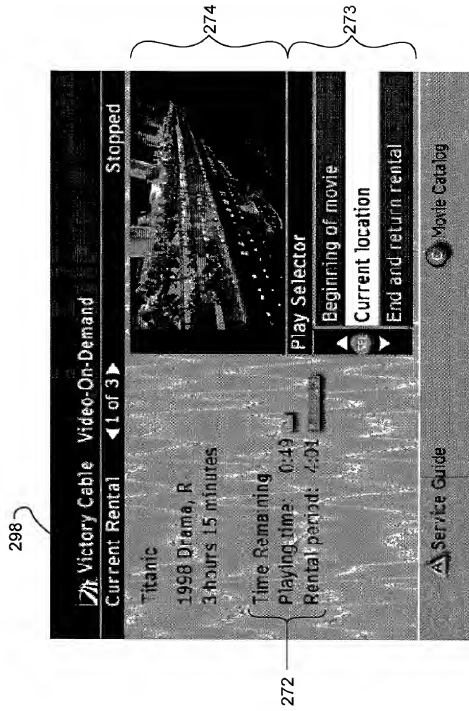 298
Victory Cable Video-On-Demand
Current Rental ◀1 of 3▶ Stopped
Titanic
1998 Drama, R
3 hours 15 minutes
Time Remaining
Playing time: 0:49
Rental period: 4:01
Play Selector
Beginning of movie
Current location
SEL
End and return rental
A Service Guide
C Movie Catalog
272
274
273